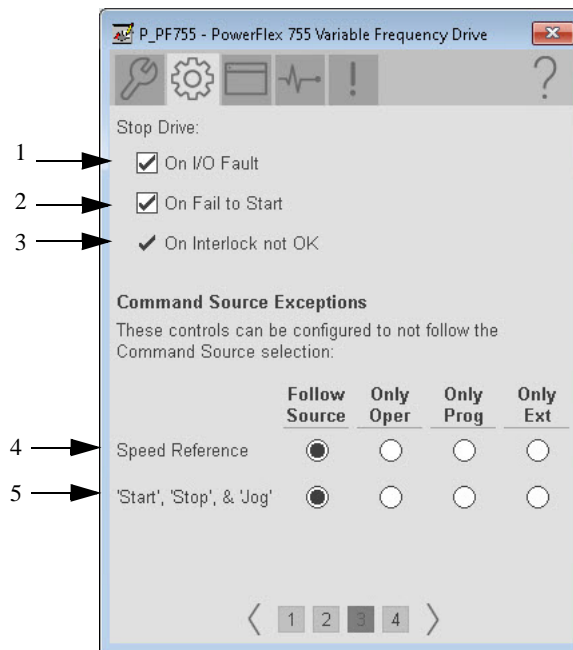 P_PF755 - PowerFlex 755 Variable Frequency Drive
Stop Drive:
1 On I/O Fault
2 On Fail to Start
3 On Interlock not OK
Command Source Exceptions
These controls can be configured to not follow the
Command Source selection:
Follow Source Only Oper Only Prog Only Ext
4 Speed Reference
5 'Start', 'Stop', & 'Jog'
1 2 3 4